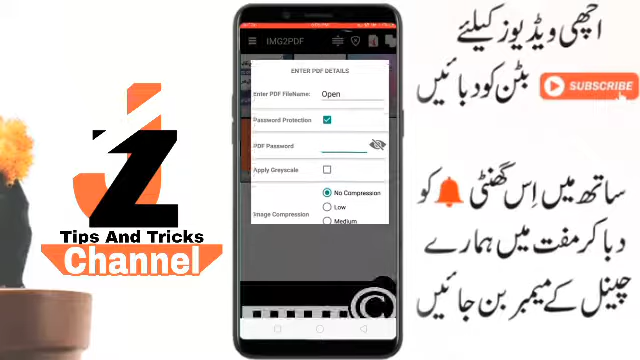 IMG2PDF
ENTER PDF DETAILS
Enter PDF FileName: Open
Password Protection
PDF Password
Apply Greyscale
Image Compression
No Compression
Low
Medium
JZ
Tips And Tricks
Channel
اچھی ویڈیوز کیلئے
بٹن کو دبائیں SUBSCRIBE
ساتھ میں اِس گھنٹی کو
دبا کر مفت میں ہمارے
چینل کے میمبر بن جائیں
©